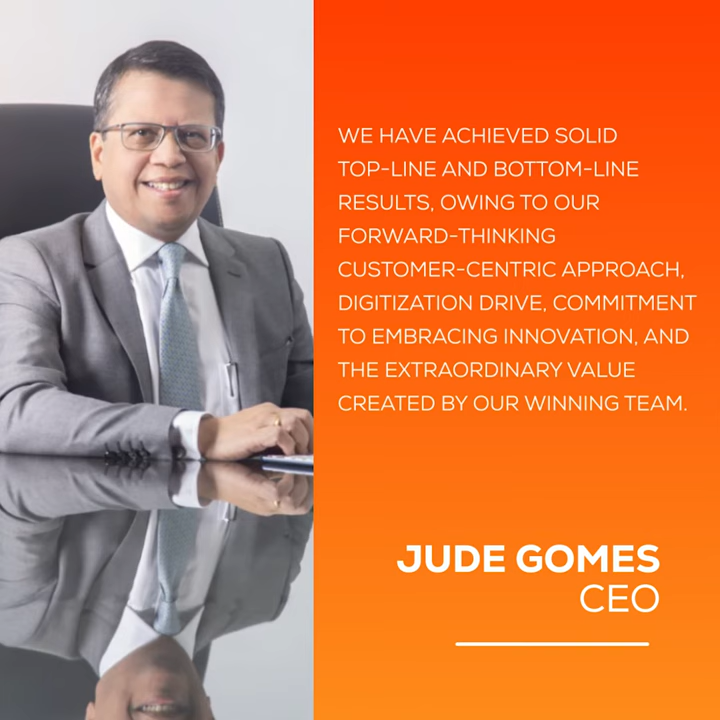 WE HAVE ACHIEVED SOLID
TOP-LINE AND BOTTOM-LINE
RESULTS, OWING TO OUR
FORWARD-THINKING
CUSTOMER-CENTRIC APPROACH,
DIGITIZATION DRIVE, COMMITMENT
TO EMBRACING INNOVATION, AND
THE EXTRAORDINARY VALUE
CREATED BY OUR WINNING TEAM.
JUDE GOMES
CEO